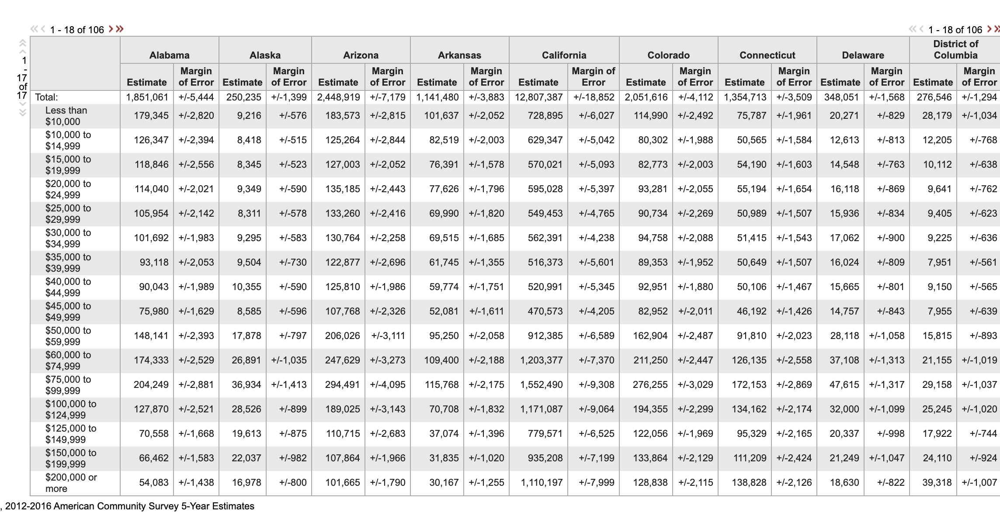 1 - 18 of 106 1 - 18 of 106
1 - 17 of 17
Alabama Alaska Arizona Arkansas California Colorado Connecticut Delaware District of Columbia
Estimate Margin of Error Estimate Margin of Error Estimate Margin of Error Estimate Margin of Error Estimate Margin of Error Estimate Margin of Error Estimate Margin of Error Estimate Margin of Error Estimate Margin of Error
Total: 1,851,061 +/-5,444 250,235 +/-1,399 2,448,919 +/-7,179 1,141,480 +/-3,883 12,807,387 +/-18,852 2,051,616 +/-4,112 1,354,713 +/-3,509 348,051 +/-1,568 276,546 +/-1,294
Less than $10,000 179,345 +/-2,820 9,216 +/-576 183,573 +/-2,815 101,637 +/-2,052 728,895 +/-6,027 114,990 +/-2,492 75,787 +/-1,961 20,271 +/-829 28,179 +/-1,034
$10,000 to $14,999 126,347 +/-2,394 8,418 +/-515 125,264 +/-2,844 82,519 +/-2,003 629,347 +/-5,042 80,302 +/-1,988 50,565 +/-1,584 12,613 +/-813 12,205 +/-768
$15,000 to $19,999 118,846 +/-2,556 8,345 +/-523 127,003 +/-2,052 76,391 +/-1,578 570,021 +/-5,093 82,773 +/-2,003 54,190 +/-1,603 14,548 +/-763 10,112 +/-638
$20,000 to $24,999 114,040 +/-2,021 9,349 +/-590 135,185 +/-2,443 77,626 +/-1,796 595,028 +/-5,397 93,281 +/-2,055 55,194 +/-1,654 16,118 +/-869 9,641 +/-762
$25,000 to $29,999 105,954 +/-2,142 8,311 +/-578 133,260 +/-2,416 69,990 +/-1,820 549,453 +/-4,765 90,734 +/-2,269 50,989 +/-1,507 15,936 +/-834 9,405 +/-623
$30,000 to $34,999 101,692 +/-1,983 9,295 +/-583 130,764 +/-2,258 69,515 +/-1,685 562,391 +/-4,238 94,758 +/-2,088 51,415 +/-1,543 17,062 +/-900 9,225 +/-636
$35,000 to $39,999 93,118 +/-2,053 9,504 +/-730 122,877 +/-2,696 61,745 +/-1,355 516,373 +/-5,601 89,353 +/-1,952 50,649 +/-1,507 16,024 +/-809 7,951 +/-561
$40,000 to $44,999 90,043 +/-1,989 10,355 +/-590 125,810 +/-1,986 59,774 +/-1,751 520,991 +/-5,345 92,951 +/-1,880 50,106 +/-1,467 15,665 +/-801 9,150 +/-565
$45,000 to $49,999 75,980 +/-1,629 8,585 +/-596 107,768 +/-2,326 52,081 +/-1,611 470,573 +/-4,205 82,952 +/-2,011 46,192 +/-1,426 14,757 +/-843 7,955 +/-639
$50,000 to $59,999 148,141 +/-2,393 17,878 +/-797 206,026 +/-3,111 95,250 +/-2,058 912,385 +/-6,589 162,904 +/-2,487 91,810 +/-2,023 28,118 +/-1,058 15,815 +/-893
$60,000 to $74,999 174,333 +/-2,529 26,891 +/-1,035 247,629 +/-3,273 109,400 +/-2,188 1,203,377 +/-7,370 211,250 +/-2,447 126,135 +/-2,558 37,108 +/-1,313 21,155 +/-1,019
$75,000 to $99,999 204,249 +/-2,881 36,934 +/-1,413 294,491 +/-4,095 115,768 +/-2,175 1,552,490 +/-9,308 276,255 +/-3,029 172,153 +/-2,869 47,615 +/-1,317 29,158 +/-1,037
$100,000 to $124,999 127,870 +/-2,521 28,526 +/-899 189,025 +/-3,143 70,708 +/-1,832 1,171,087 +/-9,064 194,355 +/-2,299 134,162 +/-2,174 32,000 +/-1,099 25,245 +/-1,020
$125,000 to $149,999 70,558 +/-1,668 19,613 +/-875 110,715 +/-2,683 37,074 +/-1,396 779,571 +/-6,525 122,056 +/-1,969 95,329 +/-2,165 20,337 +/-998 17,922 +/-744
$150,000 to $199,999 66,462 +/-1,583 22,037 +/-982 107,864 +/-1,966 31,835 +/-1,020 935,208 +/-7,199 133,864 +/-2,129 111,209 +/-2,424 21,249 +/-1,047 24,110 +/-924
$200,000 or more 54,083 +/-1,438 16,978 +/-800 101,665 +/-1,790 30,167 +/-1,255 1,110,197 +/-7,999 128,838 +/-2,115 138,828 +/-2,126 18,630 +/-822 39,318 +/-1,007
, 2012-2016 American Community Survey 5-Year Estimates